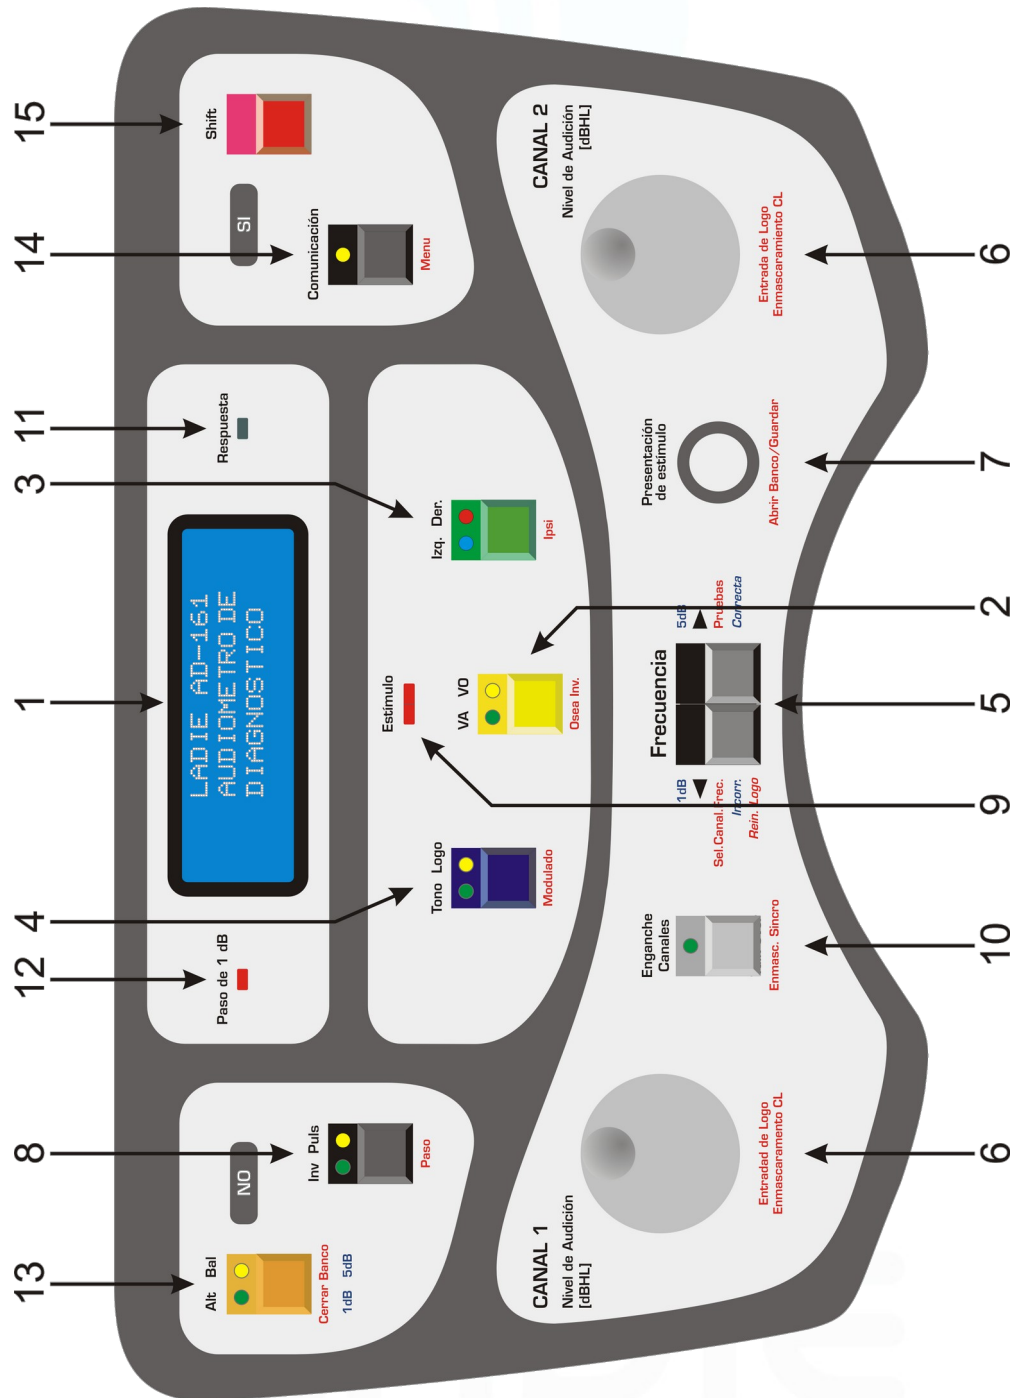 13
8
12
4
1
3
11
14
15
LADIE AD-161
AUDIOMETRO DE
DIAGNOSTICO
Alt Bal
Cerrar Banco
1dB 5dB
NO
Inv Puls
Paso
Paso de 1 dB
Respuesta
Shift
SI
Comunicación
Menu
Tono Logo
Modulado
Estímulo
VA VO
Osea Inv.
Izq. Der.
Ipsi
CANAL 1
Nivel de Audición
[dBHL]
Entradad de Logo
Enmascaramento CL
Enganche
Canales
Enmasc. Sincro
Frecuencia
1dB
Sel.Canal.Frec.
Incorr.
Rein. Logo
5dB
Pruebas
Correcta
Presentación
de estímulo
Abrir Banco/Guardar
CANAL 2
Nivel de Audición
[dBHL]
Entrada de Logo
Enmascaramiento CL
6
10
9
5
2
7
6